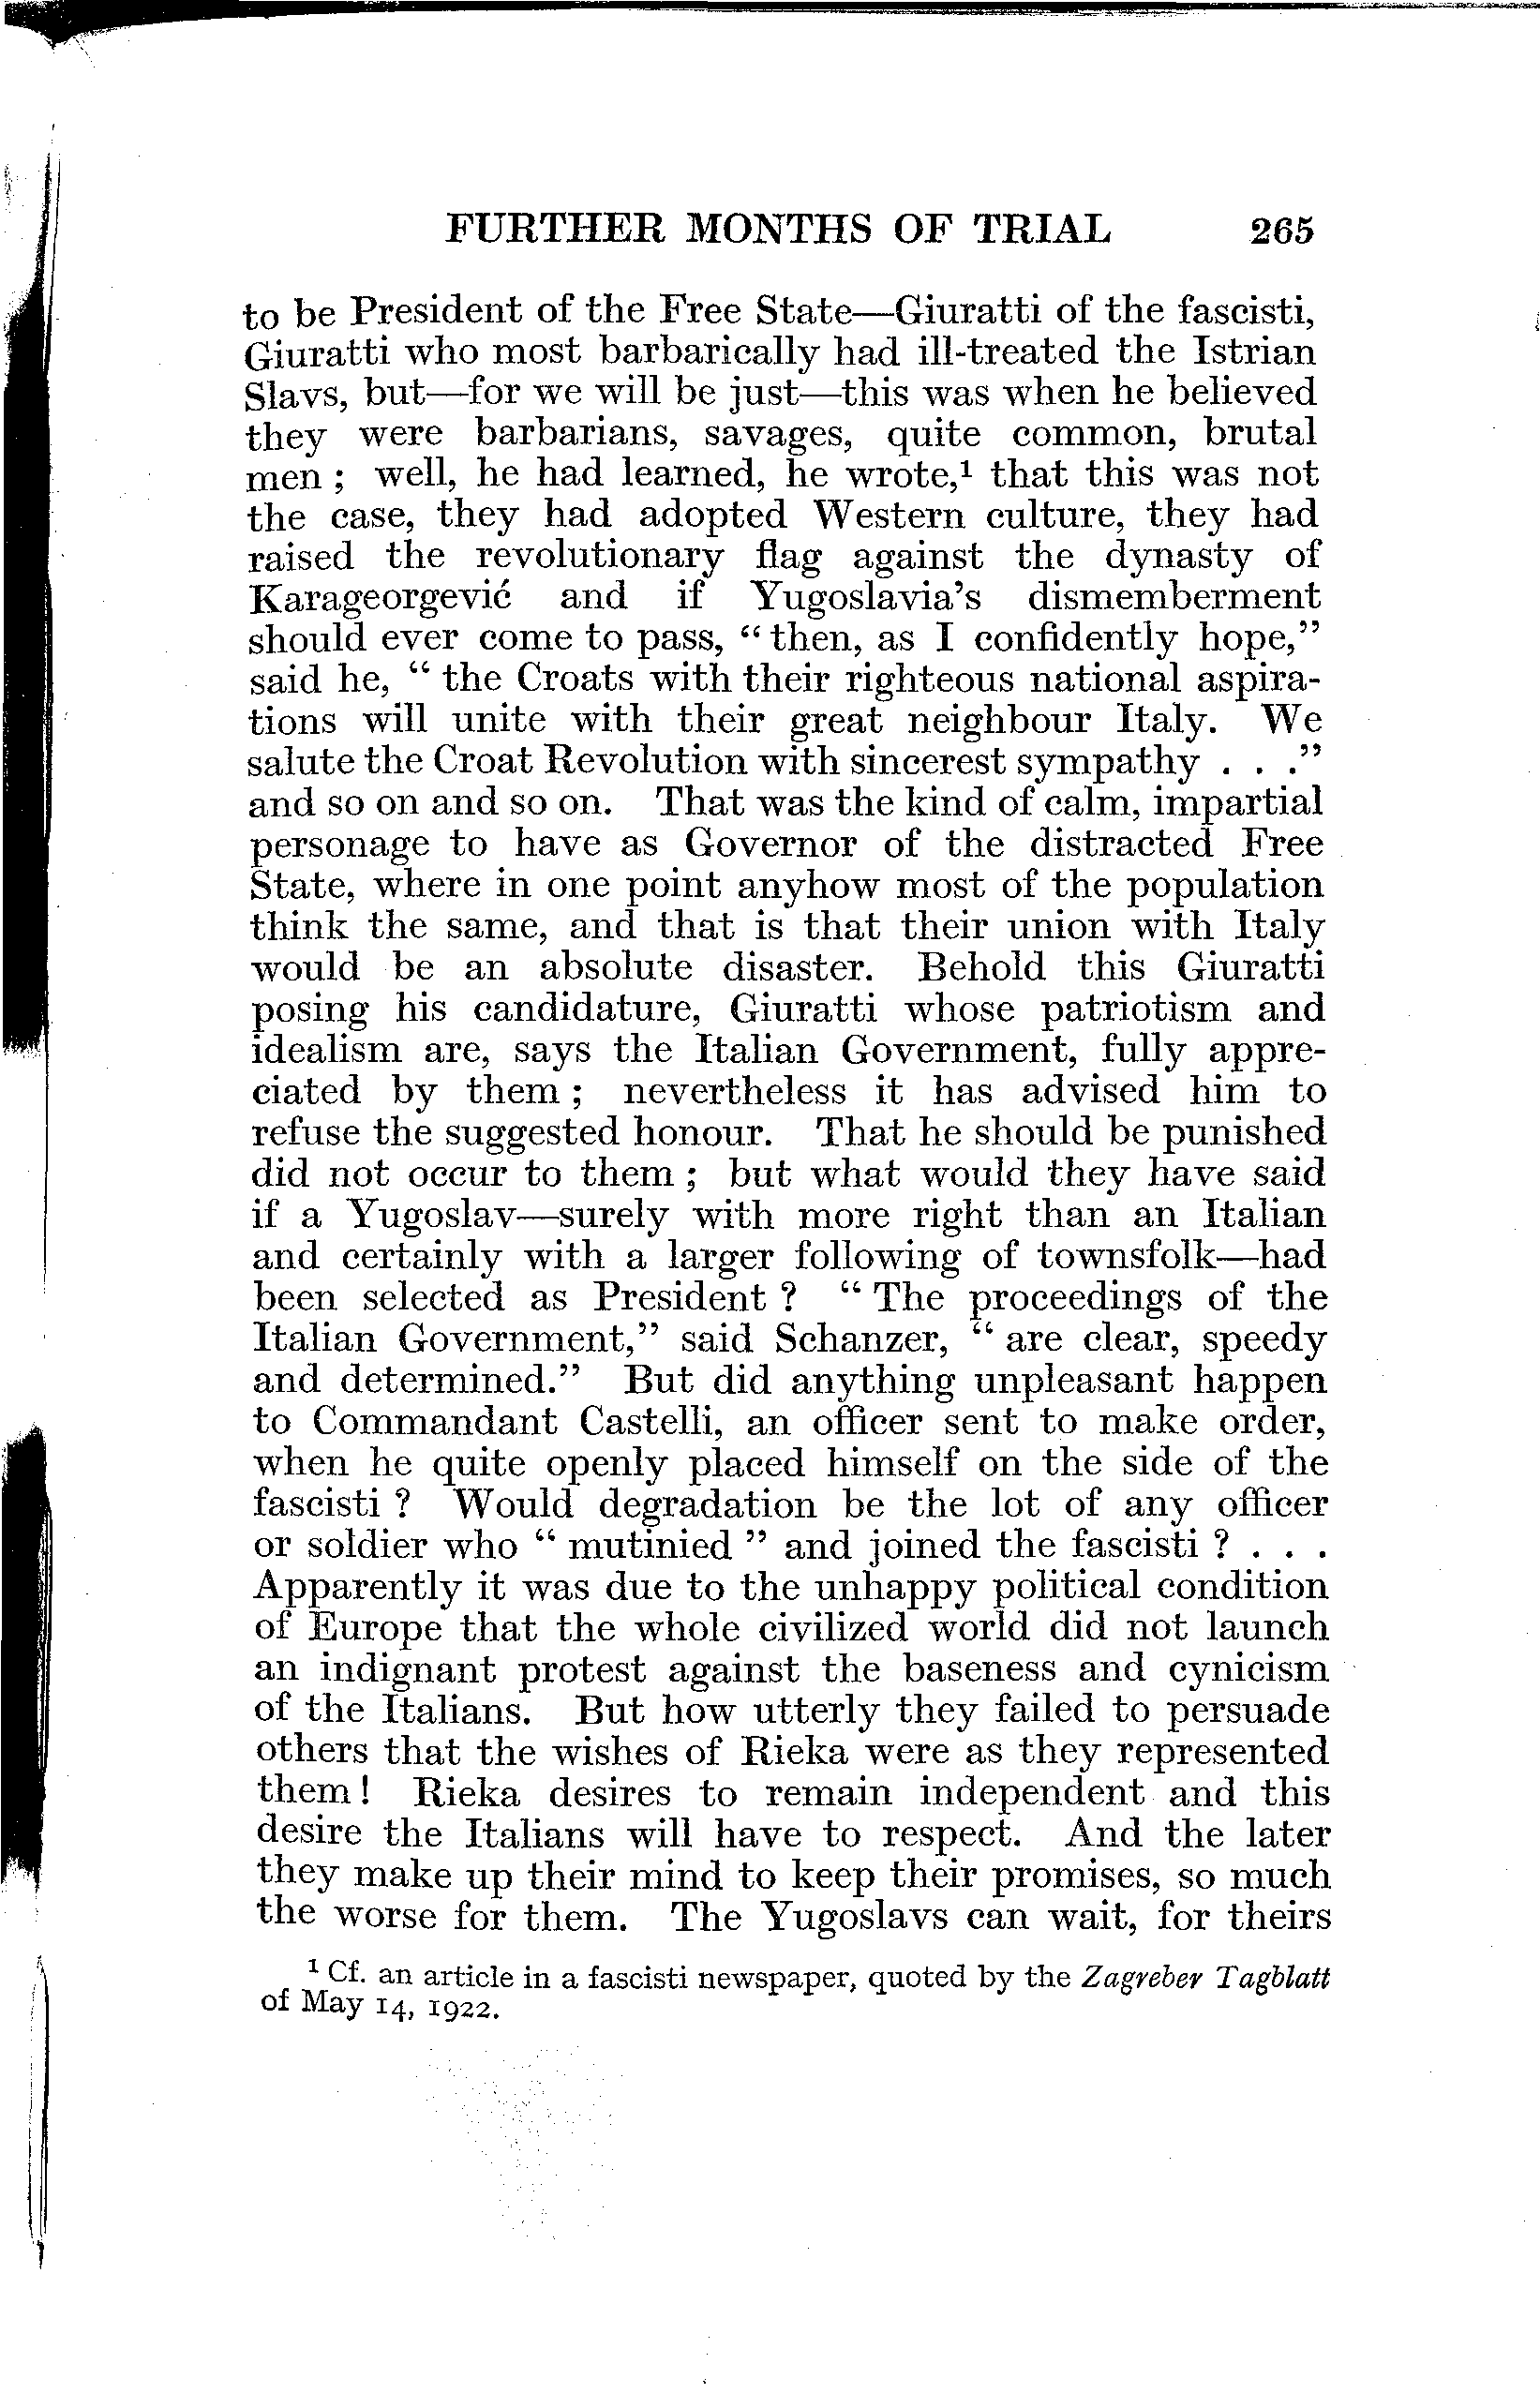 FURTHER MONTHS OF TRIAL 265
to be President of the Free State—Giuratti of the fascisti,
Giuratti who most barbarically had ill-treated the Istrian
Slavs, but—for we will be just—this was when he believed
they were barbarians, savages, quite common, brutal
men ; well, he had learned, he wrote,¹ that this was not
the case, they had adopted Western culture, they had
raised the revolutionary flag against the dynasty of
Karageorgević and if Yugoslavia's dismemberment
should ever come to pass, “ then, as I confidently hope,”
said he, “ the Croats with their righteous national aspira-
tions will unite with their great neighbour Italy. We
salute the Croat Revolution with sincerest sympathy . . .”
and so on and so on. That was the kind of calm, impartial
personage to have as Governor of the distracted Free
State, where in one point anyhow most of the population
think the same, and that is that their union with Italy
would be an absolute disaster. Behold this Giuratti
posing his candidature, Giuratti whose patriotism and
idealism are, says the Italian Government, fully appre-
ciated by them ; nevertheless it has advised him to
refuse the suggested honour. That he should be punished
did not occur to them ; but what would they have said
if a Yugoslav—surely with more right than an Italian
and certainly with a larger following of townsfolk—had
been selected as President ? “ The proceedings of the
Italian Government,” said Schanzer, “ are clear, speedy
and determined.” But did anything unpleasant happen
to Commandant Castelli, an officer sent to make order,
when he quite openly placed himself on the side of the
fascisti ? Would degradation be the lot of any officer
or soldier who “ mutinied ” and joined the fascisti ? . . .
Apparently it was due to the unhappy political condition
of Europe that the whole civilized world did not launch
an indignant protest against the baseness and cynicism
of the Italians. But how utterly they failed to persuade
others that the wishes of Rieka were as they represented
them ! Rieka desires to remain independent and this
desire the Italians will have to respect. And the later
they make up their mind to keep their promises, so much
the worse for them. The Yugoslavs can wait, for theirs
¹ Cf. an article in a fascisti newspaper, quoted by the Zagreber Tagblatt
of May 14, 1922.